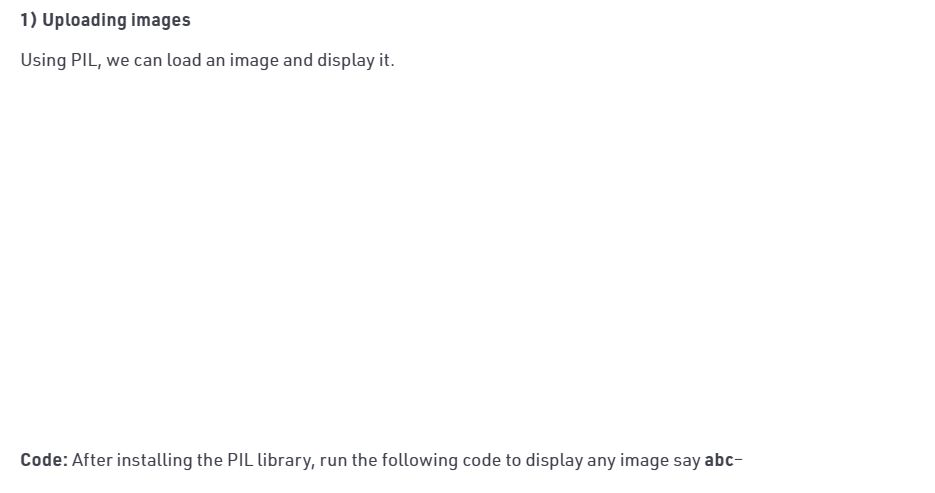 1) Uploading images
Using PIL, we can load an image and display it.
Code: After installing the PIL library, run the following code to display any image say abc–